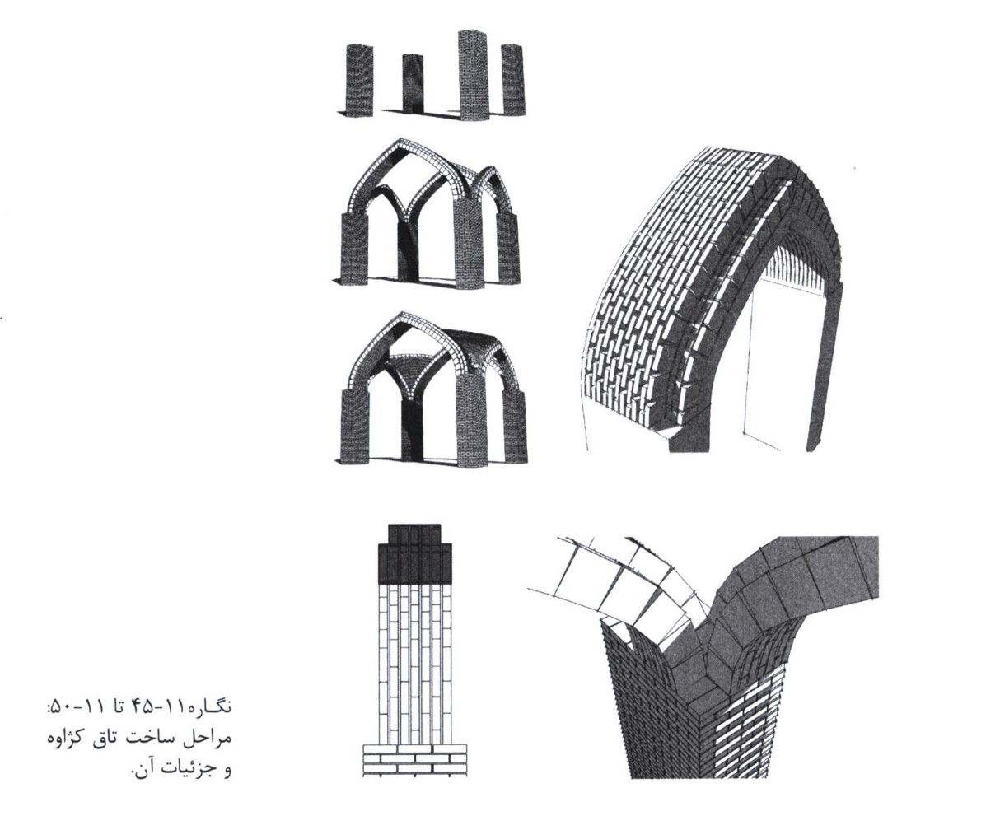 نگاره۱۱-۴۵ تا ۱۱-۵۰:
مراحل ساخت تاق کژاوه
و جزئیات آن.